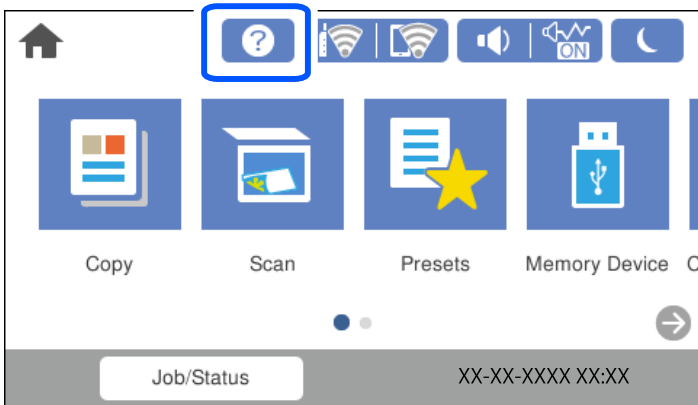 ?
ON
Copy Scan Presets Memory Device C
Job/Status XX-XX-XXXX XX:XX